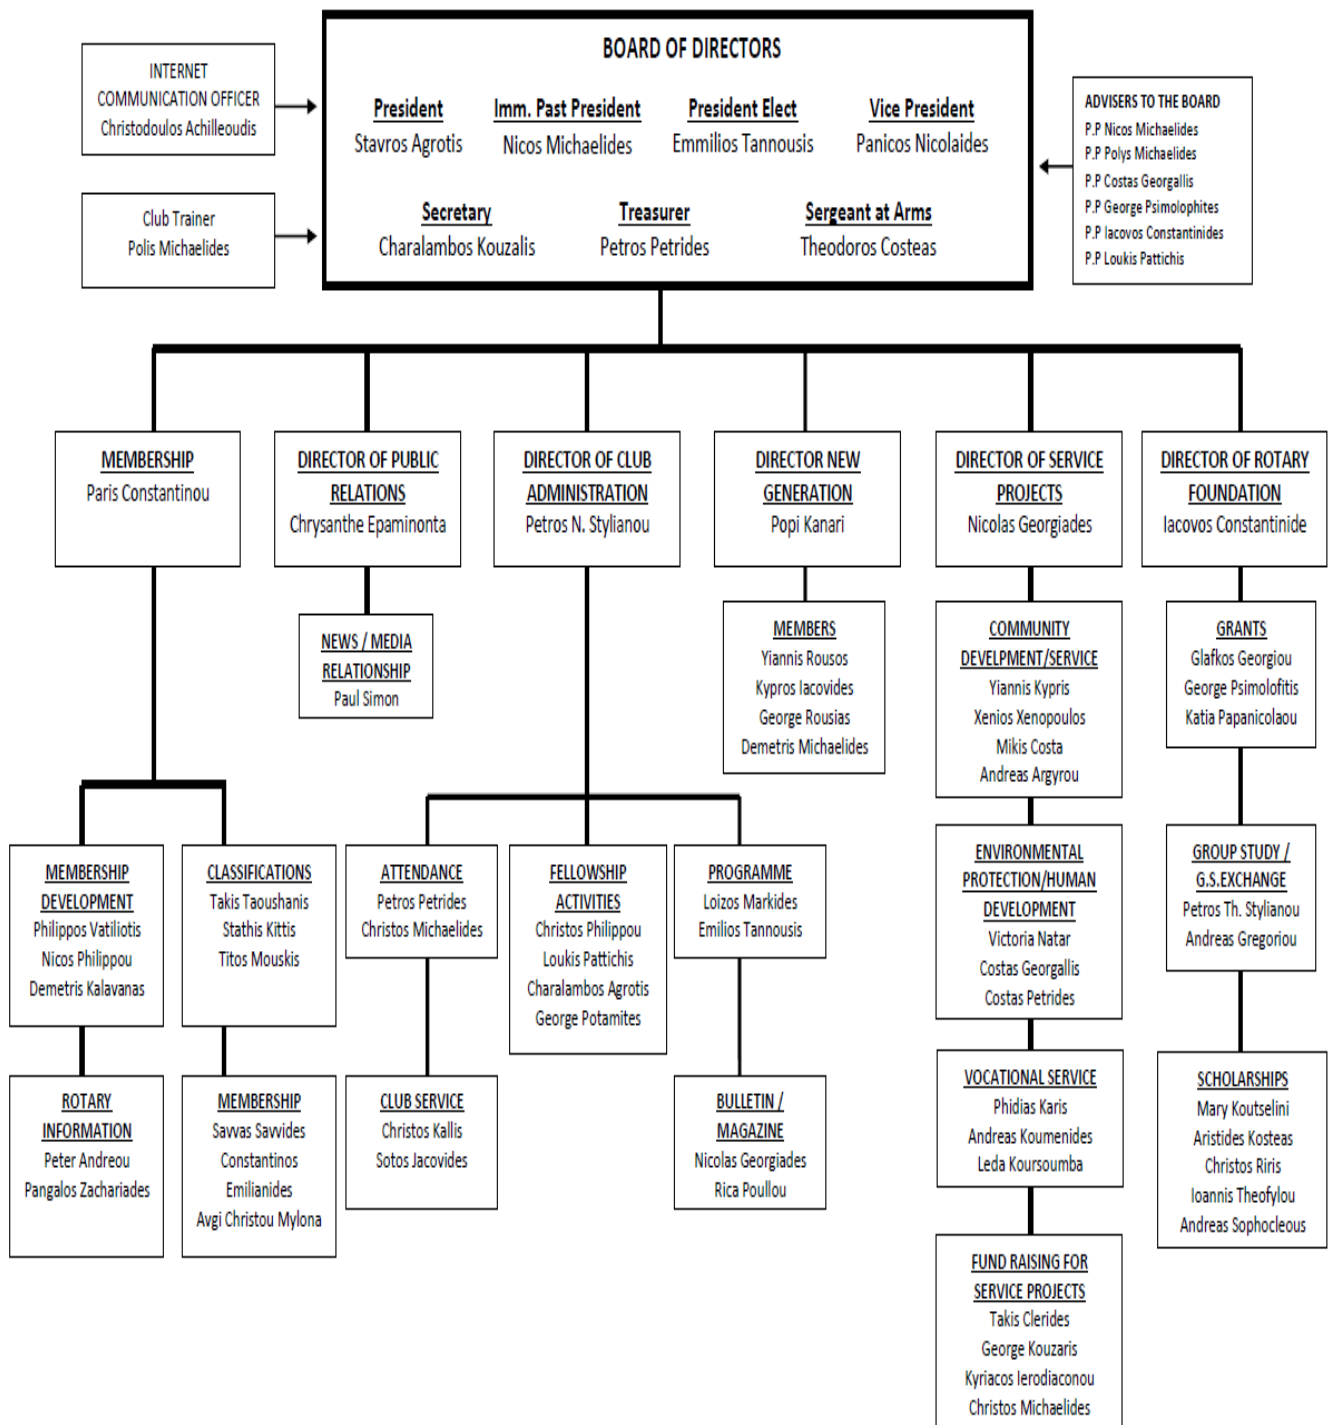 BOARD OF DIRECTORS
INTERNET
COMMUNICATION OFFICER
Christodoulos Achilleoudis
Club Trainer
Polis Michaelides
President
Stavros Agrotis
Imm. Past President
Nicos Michaelides
President Elect
Emmilios Tannousis
Vice President
Panicos Nicolaides
Secretary
Charalambos Kouzalis
Treasurer
Petros Petrides
Sergeant at Arms
Theodoros Costeas
ADVISERS TO THE BOARD
P.P Nicos Michaelides
P.P Polys Michaelides
P.P Costas Georgallis
P.P George Psimolophites
P.P Iacovos Constantinides
P.P Loukis Pattichis
MEMBERSHIP
Paris Constantinou
DIRECTOR OF PUBLIC
RELATIONS
Chrysanthe Epaminonta
DIRECTOR OF CLUB
ADMINISTRATION
Petros N. Stylianou
DIRECTOR NEW
GENERATION
Popi Kanari
DIRECTOR OF SERVICE
PROJECTS
Nicolas Georgiades
DIRECTOR OF ROTARY
FOUNDATION
Iacovos Constantinide
NEWS / MEDIA
RELATIONSHIP
Paul Simon
MEMBERS
Yiannis Rousos
Kypros Iacovides
George Rousias
Demetris Michaelides
COMMUNITY
DEVELPMENT/SERVICE
Yiannis Kypris
Xenios Xenopoulos
Mikis Costa
Andreas Argyrou
GRANTS
Glafkos Georgiou
George Psimolofitis
Katia Papanicolaou
MEMBERSHIP
DEVELOPMENT
Philippos Vatiliotis
Nicos Philippou
Demetris Kalavanas
CLASSIFICATIONS
Takis Taoushanis
Stathis Kittis
Titos Mouskis
ATTENDANCE
Petros Petrides
Christos Michaelides
FELLOWSHIP
ACTIVITIES
Christos Philippou
Loukis Pattichis
Charalambos Agrotis
George Potamites
PROGRAMME
Loizos Markides
Emilios Tannousis
ENVIRONMENTAL
PROTECTION/HUMAN
DEVELOPMENT
Victoria Natar
Costas Georgallis
Costas Petrides
GROUP STUDY /
G.S.EXCHANGE
Petros Th. Stylianou
Andreas Gregoriou
ROTARY
INFORMATION
Peter Andreou
Pangalos Zachariades
MEMBERSHIP
Savvas Savvides
Constantinos
Emilianides
Avgi Christou Mylona
CLUB SERVICE
Christos Kallis
Sotos Jacovides
BULLETIN /
MAGAZINE
Nicolas Georgiades
Rica Poullou
VOCATIONAL SERVICE
Phidias Karis
Andreas Koumenides
Leda Koursoumba
SCHOLARSHIPS
Mary Koutselini
Aristides Kosteas
Christos Riris
Ioannis Theofylou
Andreas Sophocleous
FUND RAISING FOR
SERVICE PROJECTS
Takis Clerides
George Kouzaris
Kyriacos Ierodiaconou
Christos Michaelides